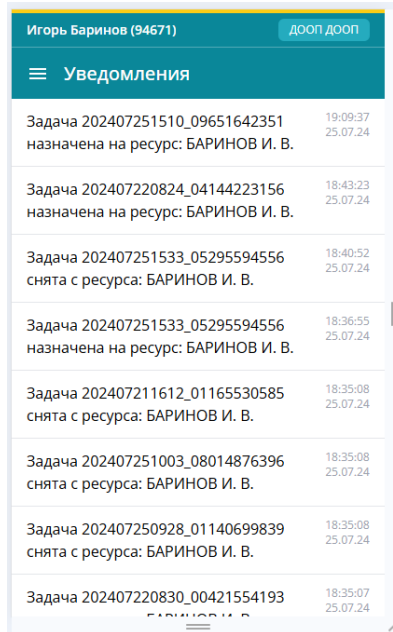 Игорь Баринов (94671)
ДООП ДООП
Уведомления
Задача 202407251510_09651642351
назначена на ресурс: БАРИНОВ И. В.
19:09:37
25.07.24
Задача 202407220824_04144223156
назначена на ресурс: БАРИНОВ И. В.
18:43:23
25.07.24
Задача 202407251533_05295594556
снята с ресурса: БАРИНОВ И. В.
18:40:52
25.07.24
Задача 202407251533_05295594556
назначена на ресурс: БАРИНОВ И. В.
18:36:55
25.07.24
Задача 202407211612_01165530585
снята с ресурса: БАРИНОВ И. В.
18:35:08
25.07.24
Задача 202407251003_08014876396
снята с ресурса: БАРИНОВ И. В.
18:35:08
25.07.24
Задача 202407250928_01140699839
снята с ресурса: БАРИНОВ И. В.
18:35:08
25.07.24
Задача 202407220830_00421554193
18:35:07
25.07.24